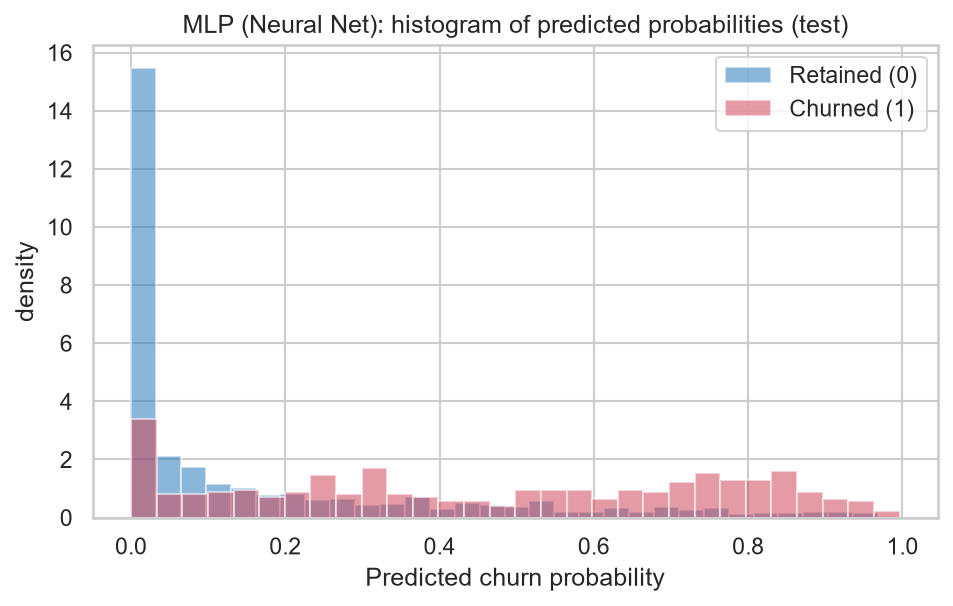 MLP (Neural Net): histogram of predicted probabilities (test)
Retained (0)
Churned (1)
density
16
14
12
10
8
6
4
2
0
0.0 0.2 0.4 0.6 0.8 1.0
Predicted churn probability